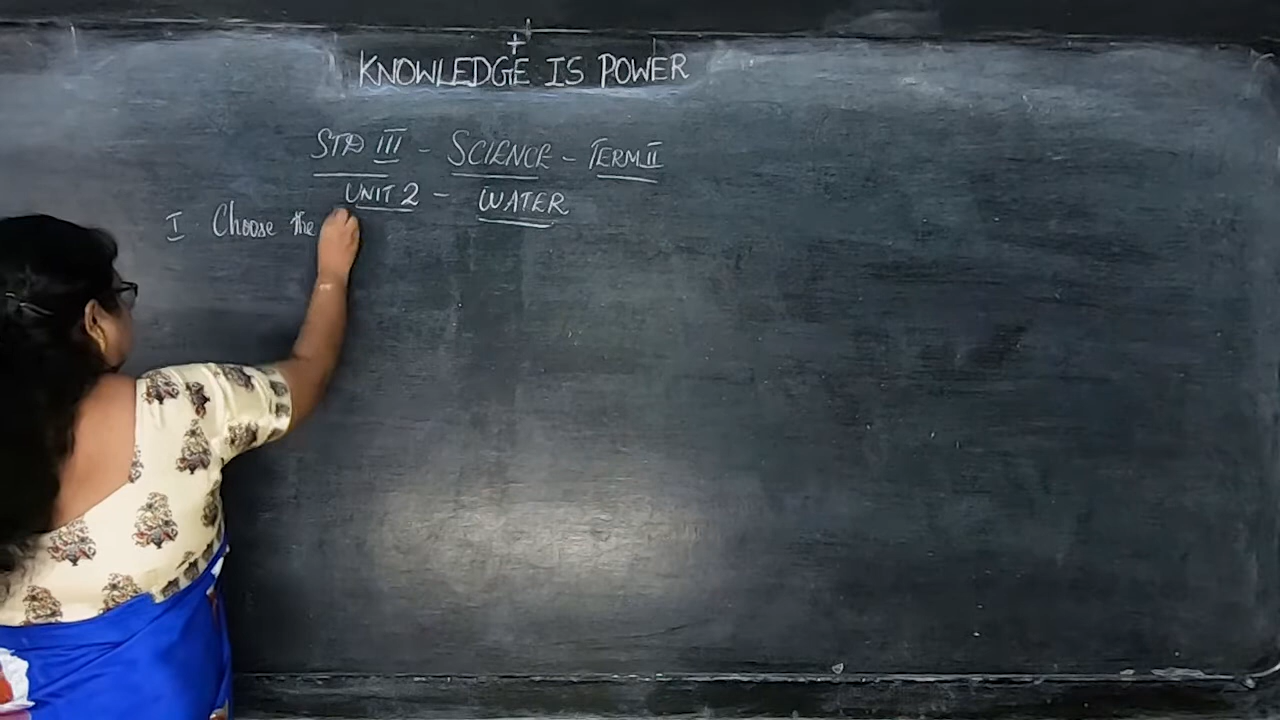 KNOWLEDGE IS POWER
STD III - SCIENCE - TERM II
UNIT 2 - WATER
I Choose the